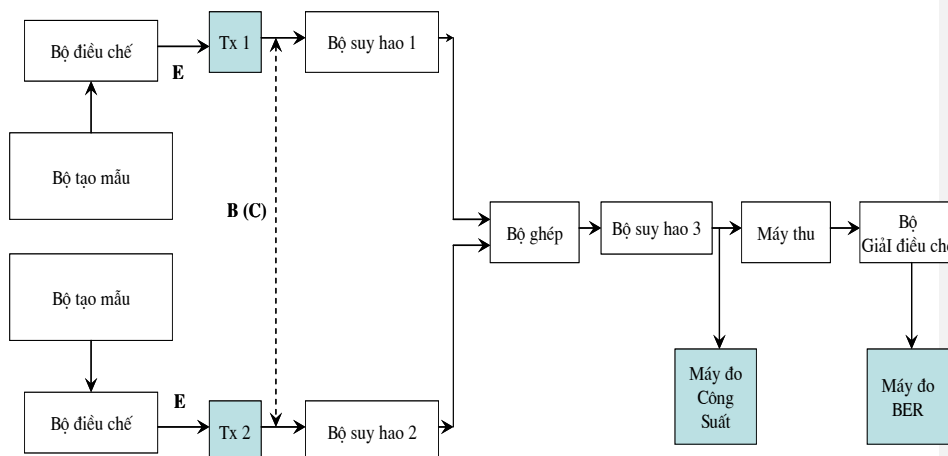 Bộ điều chế
E
Tx 1
Bộ suy hao 1
Bộ tạo mẫu
B (C)
Bộ ghép
Bộ suy hao 3
Máy thu
Bộ
GiảI điều chế
Bộ tạo mẫu
Máy đo
Công
Suất
Máy đo
BER
Bộ điều chế
E
Tx 2
Bộ suy hao 2